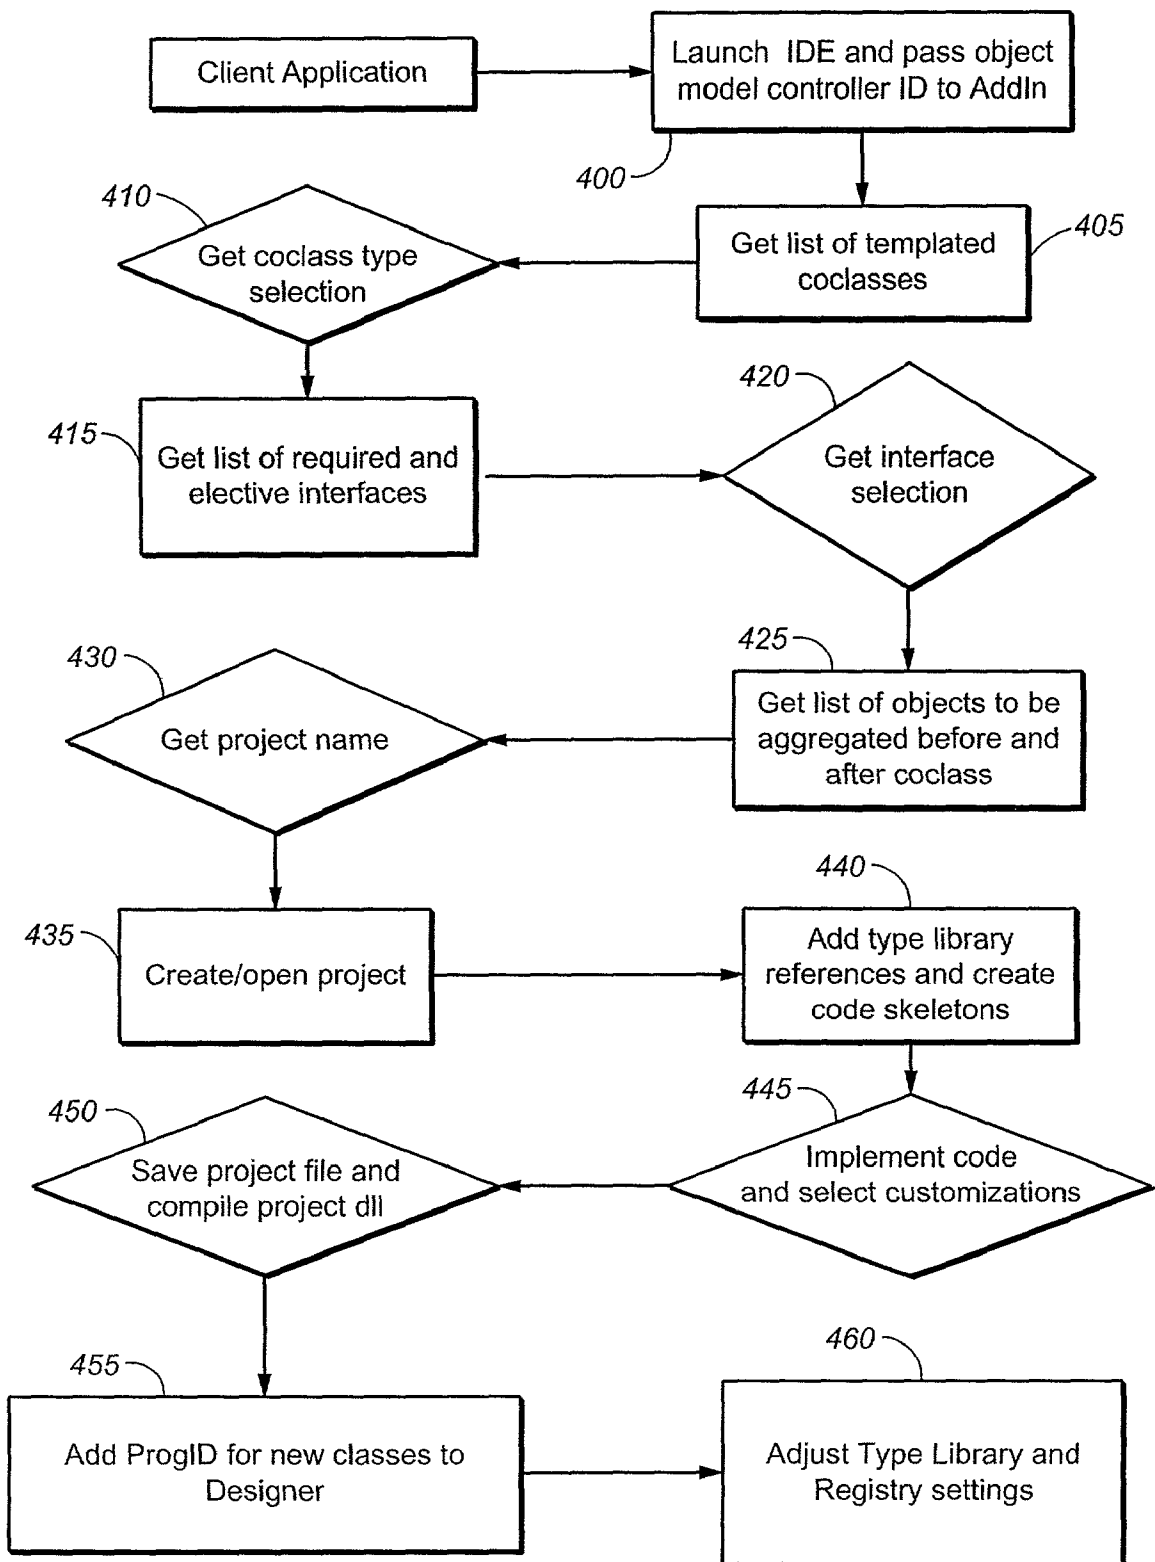 Client Application
Launch IDE and pass object
model controller ID to AddIn
400
Get list of templated
coclasses
405
410
Get coclass type
selection
415
Get list of required and
elective interfaces
420
Get interface
selection
425
Get list of objects to be
aggregated before and
after coclass
430
Get project name
435
Create/open project
440
Add type library
references and create
code skeletons
445
Implement code
and select customizations
450
Save project file and
compile project dll
455
Add ProgID for new classes to
Designer
460
Adjust Type Library and
Registry settings